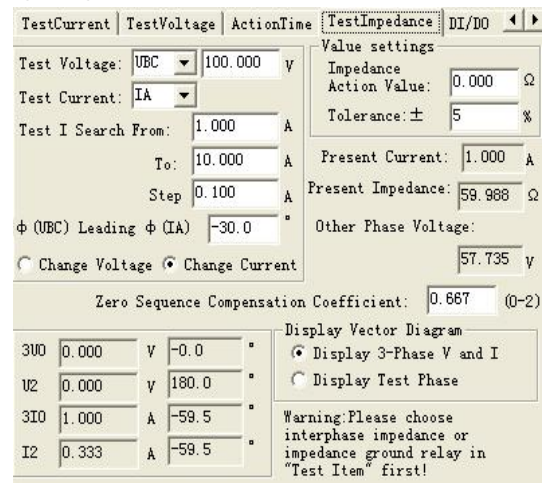 TestCurrent TestVoltage ActionTime TestImpedance DI/DO
Test Voltage: UBC 100.000 V
Test Current: IA
Test I Search From: 1.000 A
To: 10.000 A
Step 0.100 A
ϕ (UBC) Leading ϕ (IA) -30.0 °
Change Voltage Change Current
Value settings
Impedance
Action Value: 0.000 Ω
Tolerance: ± 5 %
Present Current: 1.000 A
Present Impedance: 59.988 Ω
Other Phase Voltage:
57.735 V
Zero Sequence Compensation Coefficient: 0.667 (0-2)
3U0 0.000 V -0.0 °
U2 0.000 V 180.0 °
3I0 1.000 A -59.5 °
I2 0.333 A -59.5 °
Display Vector Diagram
Display 3-Phase V and I
Display Test Phase
Warning:Please choose
interphase impedance or
impedance ground relay in
"Test Item" first!